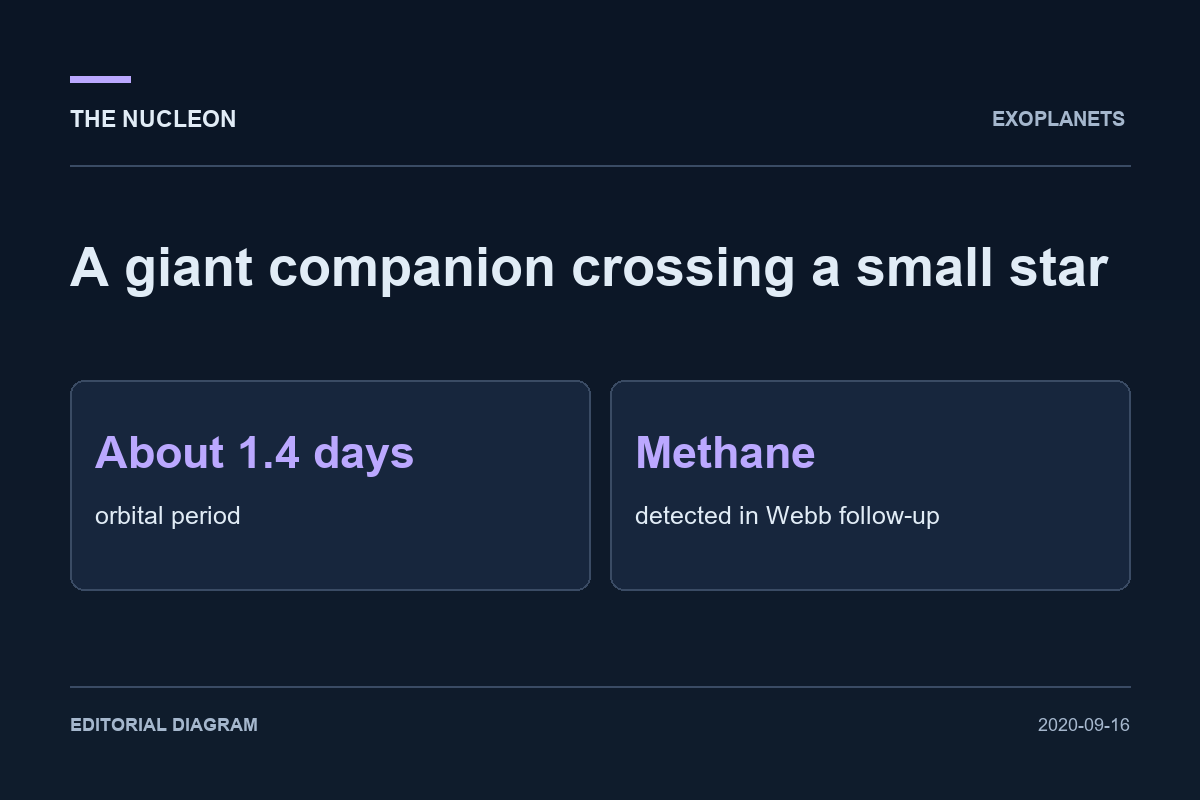 THE NUCLEON
EXOPLANETS
A giant companion crossing a small star
About 1.4 days
orbital period
Methane
detected in Webb follow-up
EDITORIAL DIAGRAM
2020-09-16